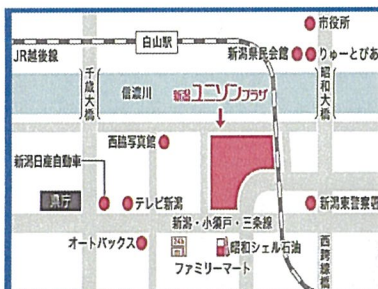 市役所
白山駅
新潟県民会館
りゅーとぴあ
JR越後線
千歳大橋
信濃川
新潟ユニゾンプラザ
昭和大橋
西脇写真館
新潟日産自動車
県庁
テレビ新潟
新潟東警察署
新潟・小須戸・三条線
オートバックス
昭和シェル石油
ファミリーマート
西跨線橋